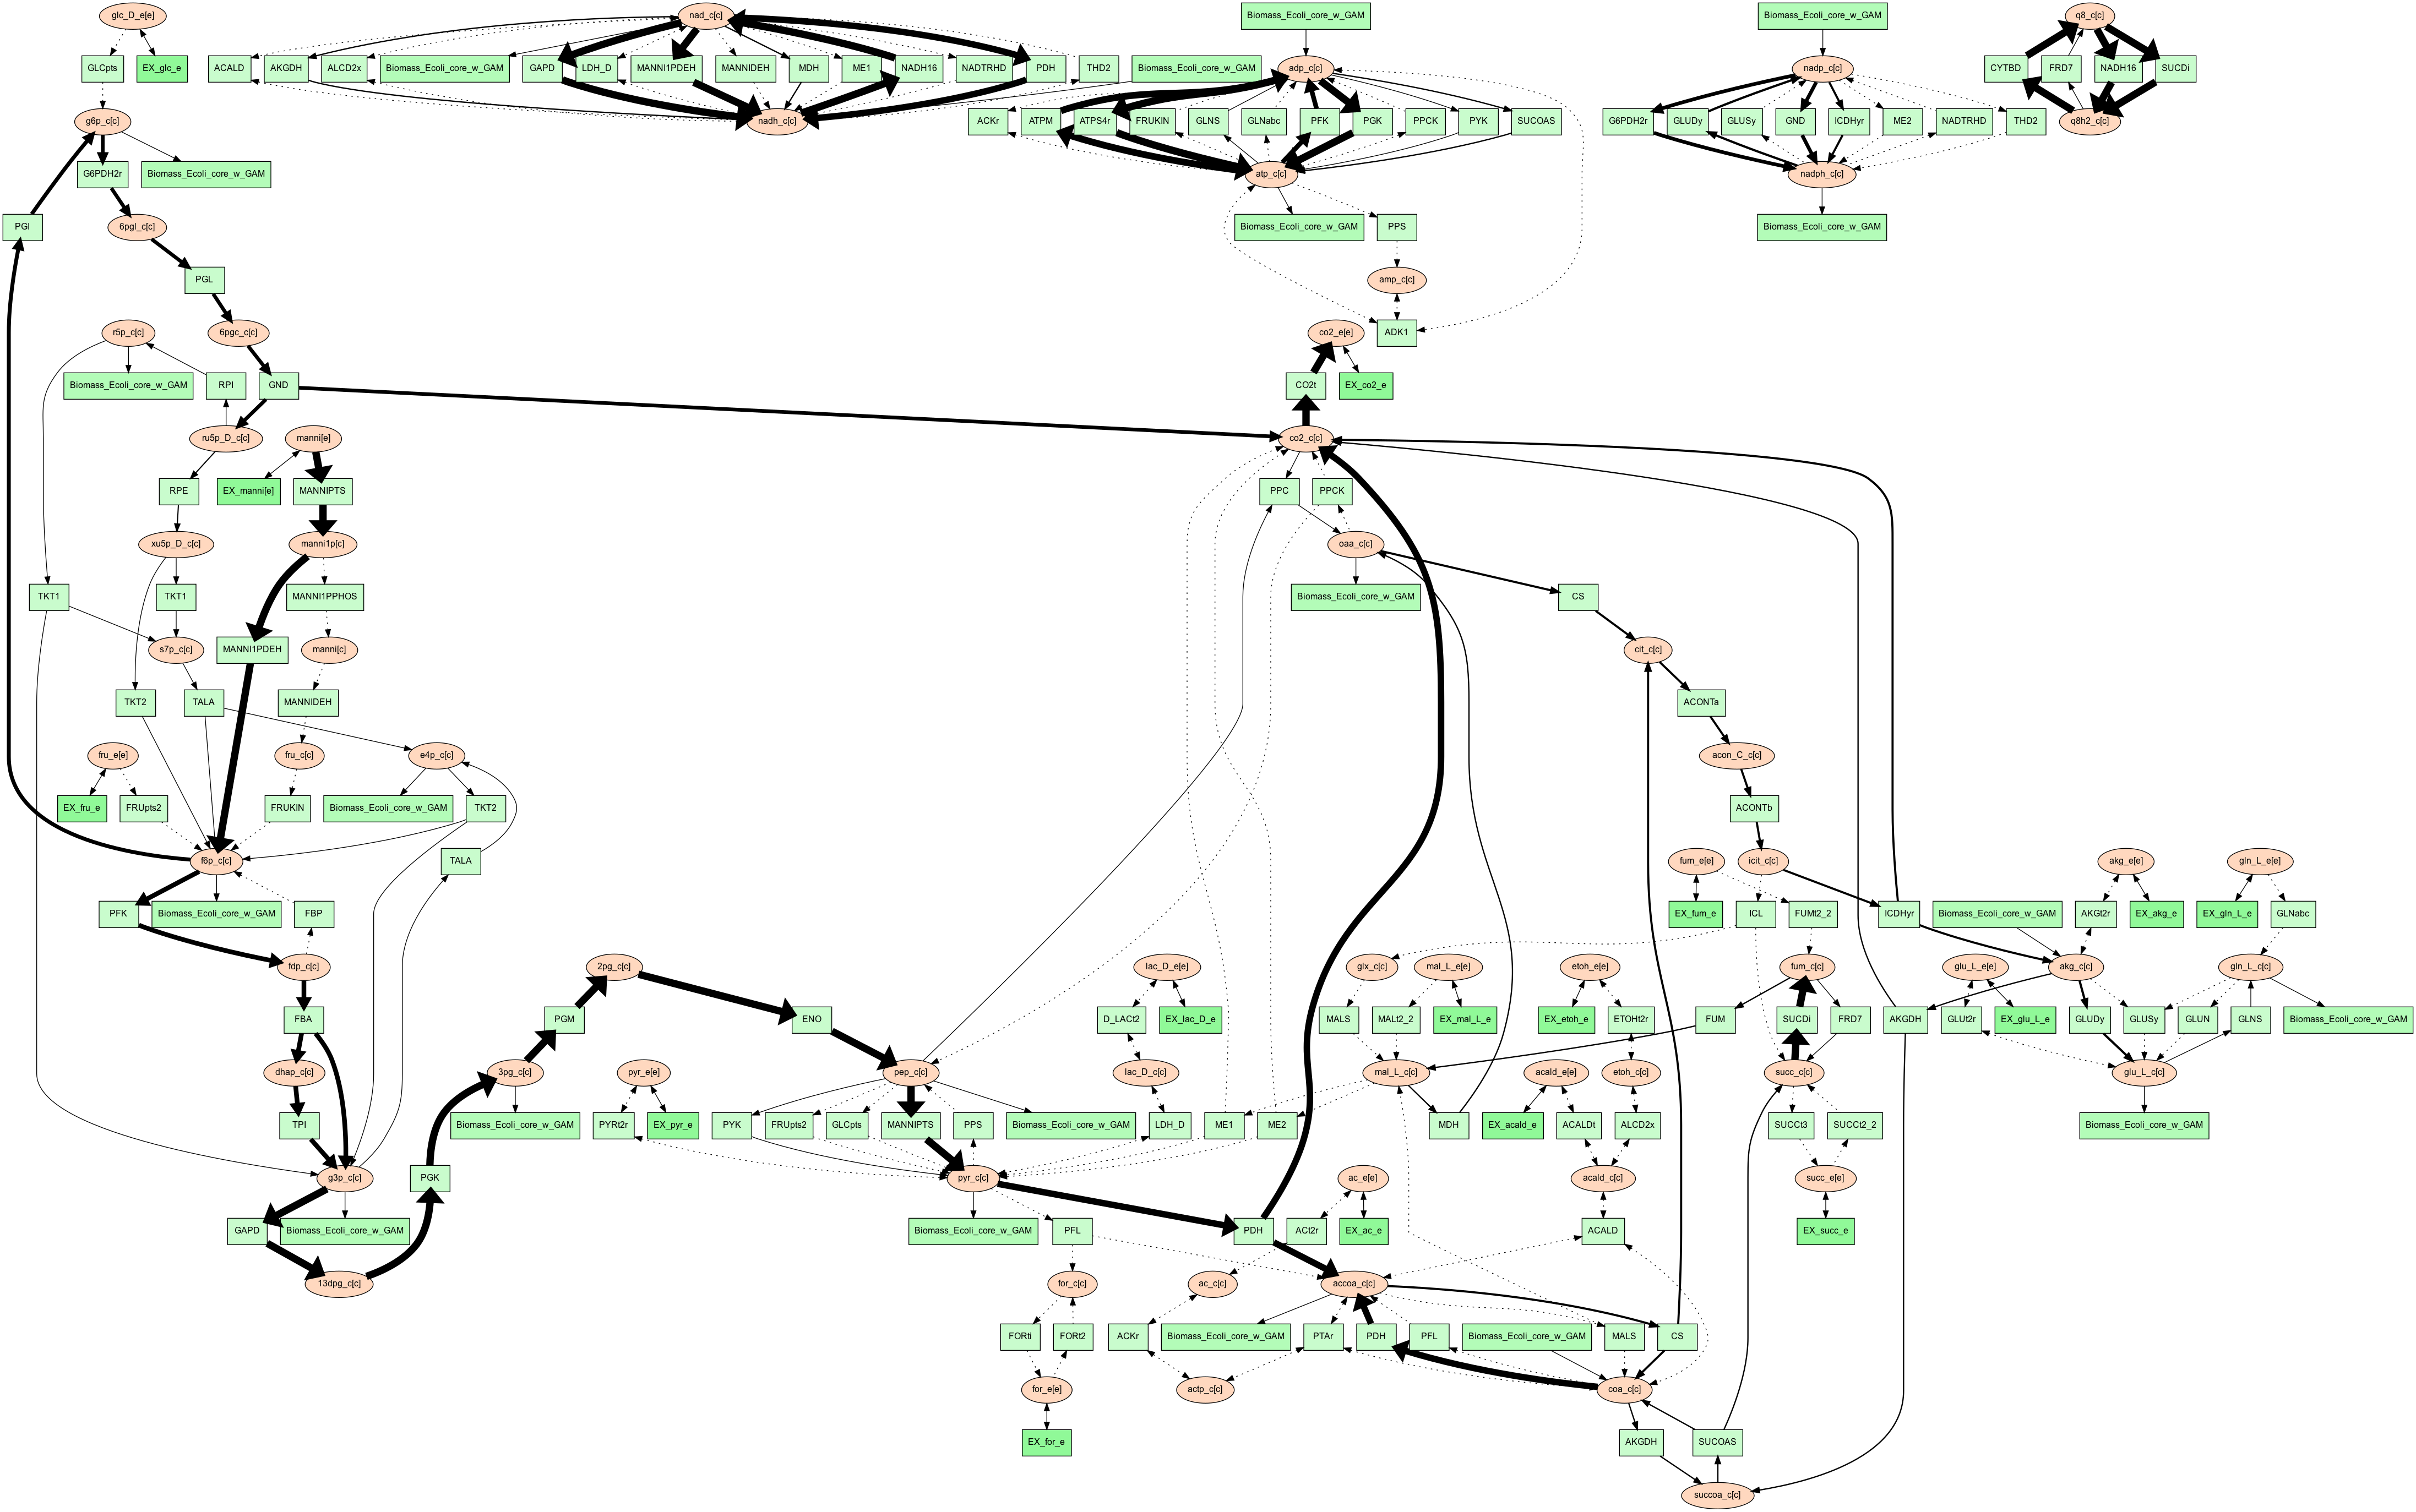 glc_D_e[e]
nad_c[c]
Biomass_Ecoli_core_w_GAM
Biomass_Ecoli_core_w_GAM
q8_c[c]
GLCpts
EX_glc_e
ACALD
AKGDH
ALCD2x
Biomass_Ecoli_core_w_GAM
GAPD
LDH_D
MANNI1PDEH
MANNIDEH
MDH
ME1
NADH16
NADTRHD
PDH
THD2
Biomass_Ecoli_core_w_GAM
adp_c[c]
nadp_c[c]
CYTBD
FRD7
NADH16
SUCDi
g6p_c[c]
nadh_c[c]
ACKr
ATPM
ATPS4r
FRUKIN
GLNS
GLNabc
PFK
PGK
PPCK
PYK
SUCOAS
G6PDH2r
GLUDy
GLUSy
GND
ICDHyr
ME2
NADTRHD
THD2
q8h2_c[c]
G6PDH2r
Biomass_Ecoli_core_w_GAM
atp_c[c]
nadph_c[c]
PGI
6pgl_c[c]
Biomass_Ecoli_core_w_GAM
PPS
Biomass_Ecoli_core_w_GAM
PGL
amp_c[c]
r5p_c[c]
6pgc_c[c]
co2_e[e]
ADK1
Biomass_Ecoli_core_w_GAM
RPI
GND
CO2t
EX_co2_e
ru5p_D_c[c]
manni[e]
co2_c[c]
RPE
EX_manni[e]
MANNIPTS
PPC
PPCK
xu5p_D_c[c]
manni1p[c]
oaa_c[c]
TKT1
TKT1
MANNI1PPHOS
Biomass_Ecoli_core_w_GAM
CS
s7p_c[c]
MANNI1PDEH
manni[c]
cit_c[c]
TKT2
TALA
MANNIDEH
ACONTa
fru_e[e]
fru_c[c]
e4p_c[c]
acon_C_c[c]
EX_fru_e
FRUpts2
FRUKIN
Biomass_Ecoli_core_w_GAM
TKT2
ACONTb
f6p_c[c]
TALA
fum_e[e]
icit_c[c]
akg_e[e]
gln_L_e[e]
PFK
Biomass_Ecoli_core_w_GAM
FBP
EX_fum_e
ICL
FUMt2_2
ICDHyr
Biomass_Ecoli_core_w_GAM
AKGt2r
EX_akg_e
EX_gln_L_e
GLNabc
fdp_c[c]
2pg_c[c]
lac_D_e[e]
glx_c[c]
mal_L_e[e]
etoh_e[e]
fum_c[c]
glu_L_e[e]
akg_c[c]
gln_L_c[c]
FBA
PGM
ENO
D_LACt2
EX_lac_D_e
MALS
MALt2_2
EX_mal_L_e
EX_etoh_e
ETOHt2r
FUM
SUCDi
FRD7
AKGDH
GLUt2r
EX_glu_L_e
GLUDy
GLUSy
GLUN
GLNS
Biomass_Ecoli_core_w_GAM
dhap_c[c]
3pg_c[c]
pyr_e[e]
pep_c[c]
lac_D_c[c]
mal_L_c[c]
acald_e[e]
etoh_c[c]
succ_c[c]
glu_L_c[c]
TPI
Biomass_Ecoli_core_w_GAM
PYRt2r
EX_pyr_e
PYK
FRUpts2
GLCpts
MANNIPTS
PPS
Biomass_Ecoli_core_w_GAM
LDH_D
ME1
ME2
MDH
EX_acald_e
ACALDt
ALCD2x
SUCCt3
SUCCt2_2
Biomass_Ecoli_core_w_GAM
g3p_c[c]
PGK
pyr_c[c]
ac_e[e]
acald_c[c]
succ_e[e]
GAPD
Biomass_Ecoli_core_w_GAM
Biomass_Ecoli_core_w_GAM
PFL
PDH
ACt2r
EX_ac_e
ACALD
EX_succ_e
13dpg_c[c]
for_c[c]
ac_c[c]
accoa_c[c]
FORti
FORt2
ACKr
Biomass_Ecoli_core_w_GAM
PTAr
PDH
PFL
Biomass_Ecoli_core_w_GAM
MALS
CS
for_e[e]
actp_c[c]
coa_c[c]
EX_for_e
AKGDH
SUCOAS
succoa_c[c]